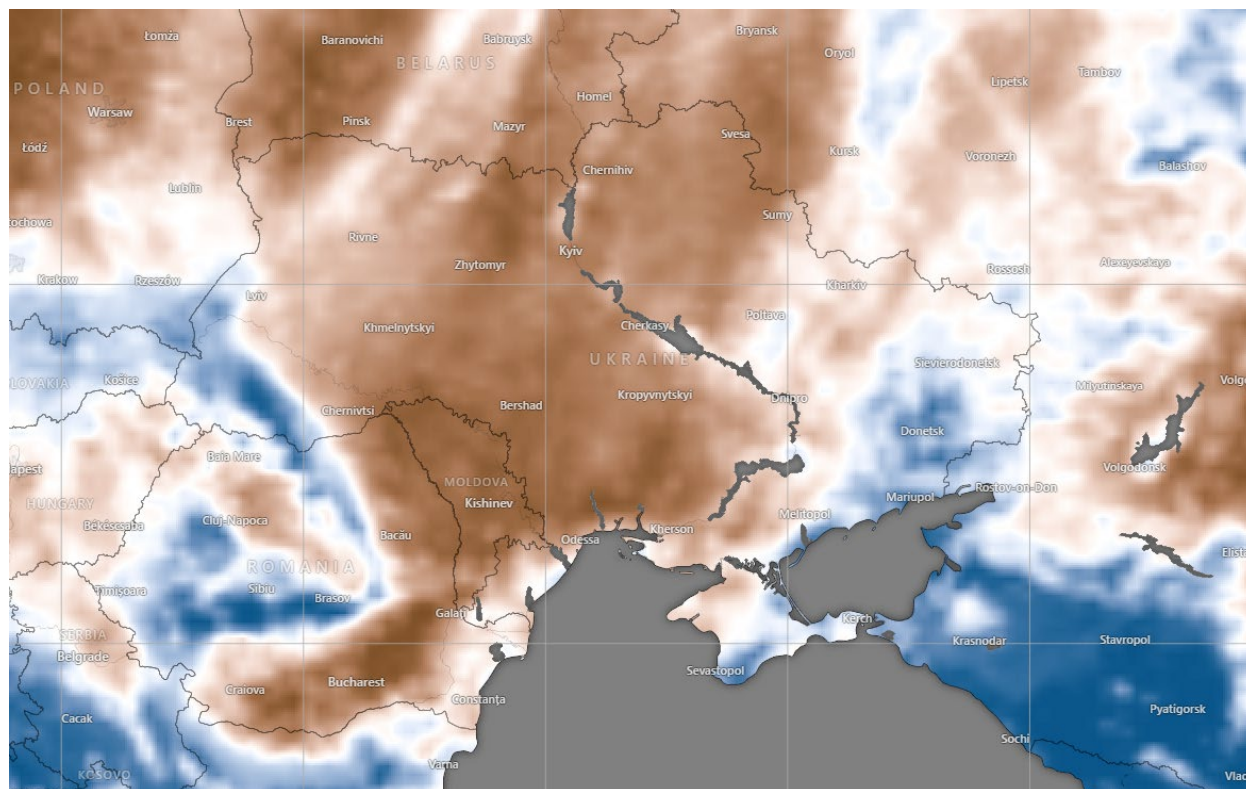 Łomża
Baranovichi
Babruysk
Bryansk
Oryol
BELARUS
Tambov
Lipetsk
POLAND
Homel
Warsaw
Brest
Pinsk
Mazyr
Svesa
Łódź
Kursk
Voronezh
Chernihiv
Balashov
Lublin
Sumy
ochowa
Rivne
Kyiv
Zhytomyr
Alexeyevskaya
Rossosh
Krakow
Rzeszów
Kharkiv
Lviv
Poltava
Khmelnytskyi
Cherkasy
UKRAINE
Sievierodonetsk
Košice
LOVAKIA
Milyutinskaya
Volgo
Kropyvnytskyi
Dnipro
Bershad
Chernivtsi
Donetsk
Baia Mare
apest
Volgodonsk
MOLDOVA
Rostov-on-Don
Mariupol
HUNGARY
Kishinev
Melitopol
Cluj-Napoca
Békéscsaba
Kherson
Bacău
Odessa
Elist
ROMANIA
Timișoara
Sibiu
Brasov
Galați
Kerch
SERBIA
Krasnodar
Stavropol
Belgrade
Sevastopol
Bucharest
Craiova
Constanța
Pyatigorsk
Cacak
Sochi
Varna
KOSOVO
Vlac